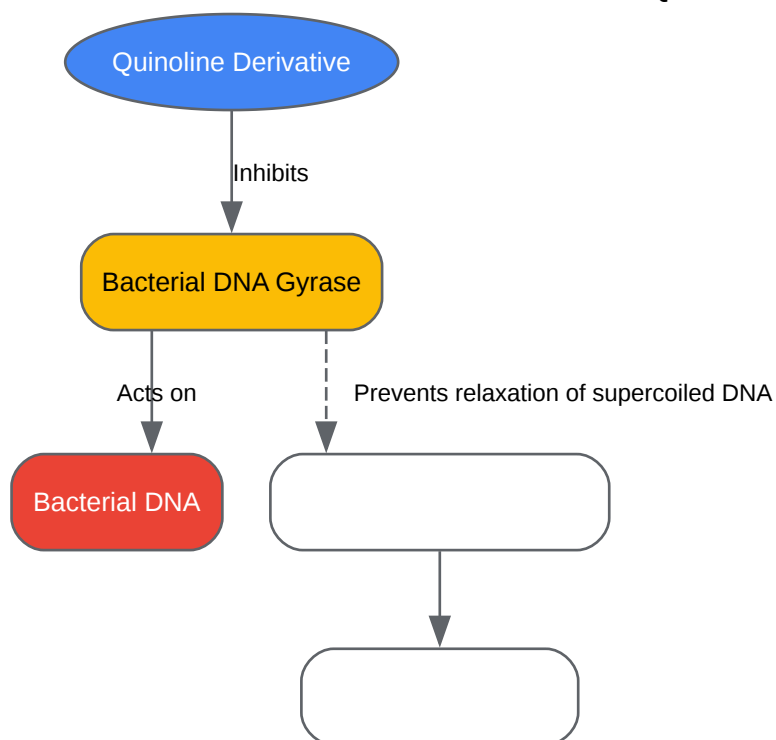 Quinoline Derivative
Inhibits
Bacterial DNA Gyrase
Acts on
Prevents relaxation of supercoiled DNA
Bacterial DNA